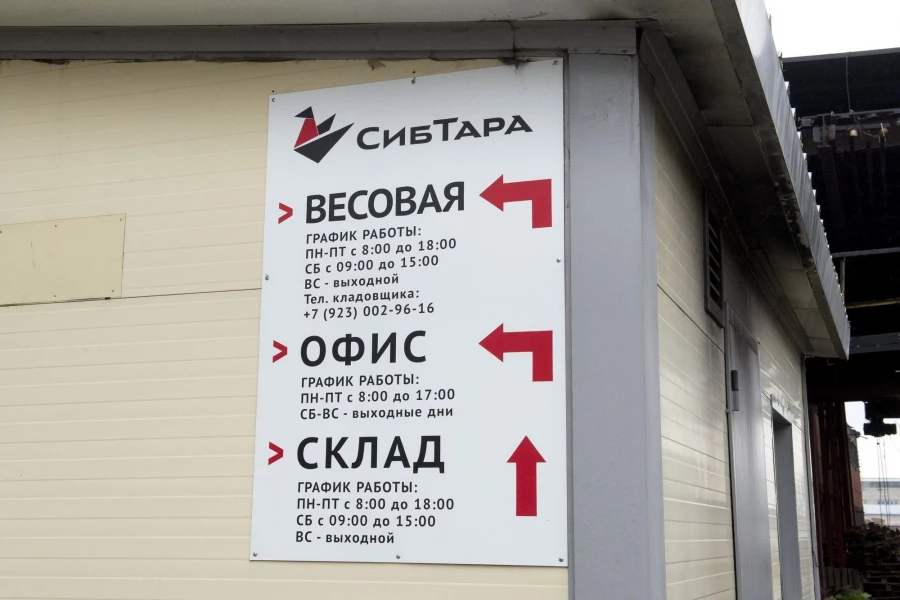 СИБТАРА
> ВЕСОВАЯ
ГРАФИК РАБОТЫ:
ПН-ПТ с 8:00 до 18:00
СБ с 09:00 до 15:00
ВС - выходной
Тел. кладовщика:
+7 (923) 002-96-16
> ОФИС
ГРАФИК РАБОТЫ:
ПН-ПТ с 8:00 до 17:00
СБ-ВС - выходные дни
> СКЛАД
ГРАФИК РАБОТЫ:
ПН-ПТ с 8:00 до 18:00
СБ с 09:00 до 15:00
ВС - выходной